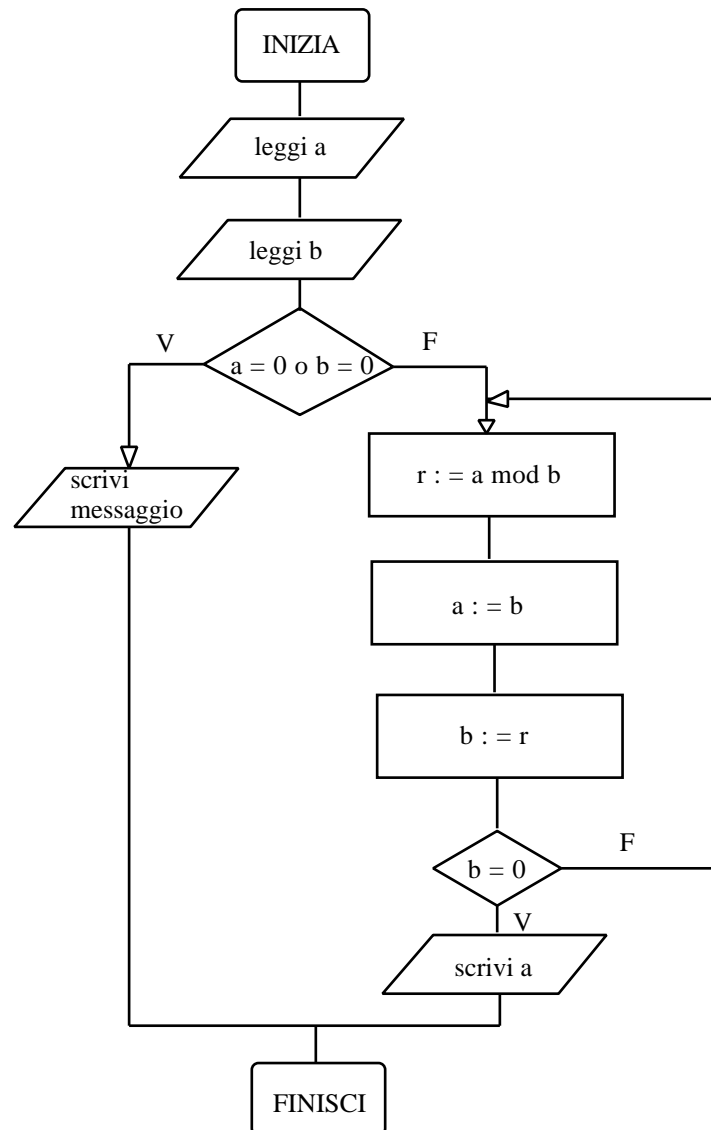 INIZIA
leggi a
leggi b
V
a = 0 o b = 0
F
scrivi
messaggio
r : = a mod b
a : = b
b : = r
b = 0
F
V
scrivi a
FINISCI